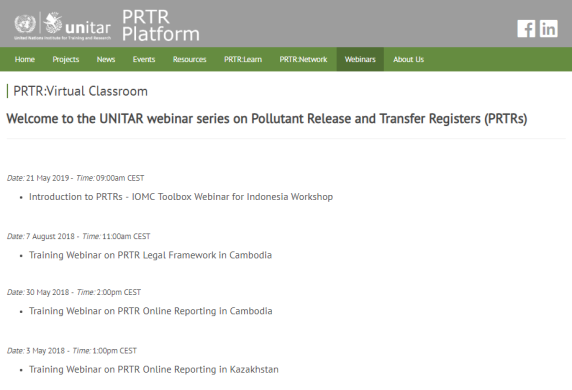 unitar
United Nations Institute for Training and Research
PRTR
Platform
Home Projects News Events Resources PRTR:Learn PRTR:Network Webinars About Us
PRTR:Virtual Classroom
Welcome to the UNITAR webinar series on Pollutant Release and Transfer Registers (PRTRs)
Date: 21 May 2019 - Time: 09:00am CEST
• Introduction to PRTRs - IOMC Toolbox Webinar for Indonesia Workshop
Date: 7 August 2018 - Time: 11:00am CEST
• Training Webinar on PRTR Legal Framework in Cambodia
Date: 30 May 2018 - Time: 2:00pm CEST
• Training Webinar on PRTR Online Reporting in Cambodia
Date: 3 May 2018 - Time: 1:00pm CEST
• Training Webinar on PRTR Online Reporting in Kazakhstan